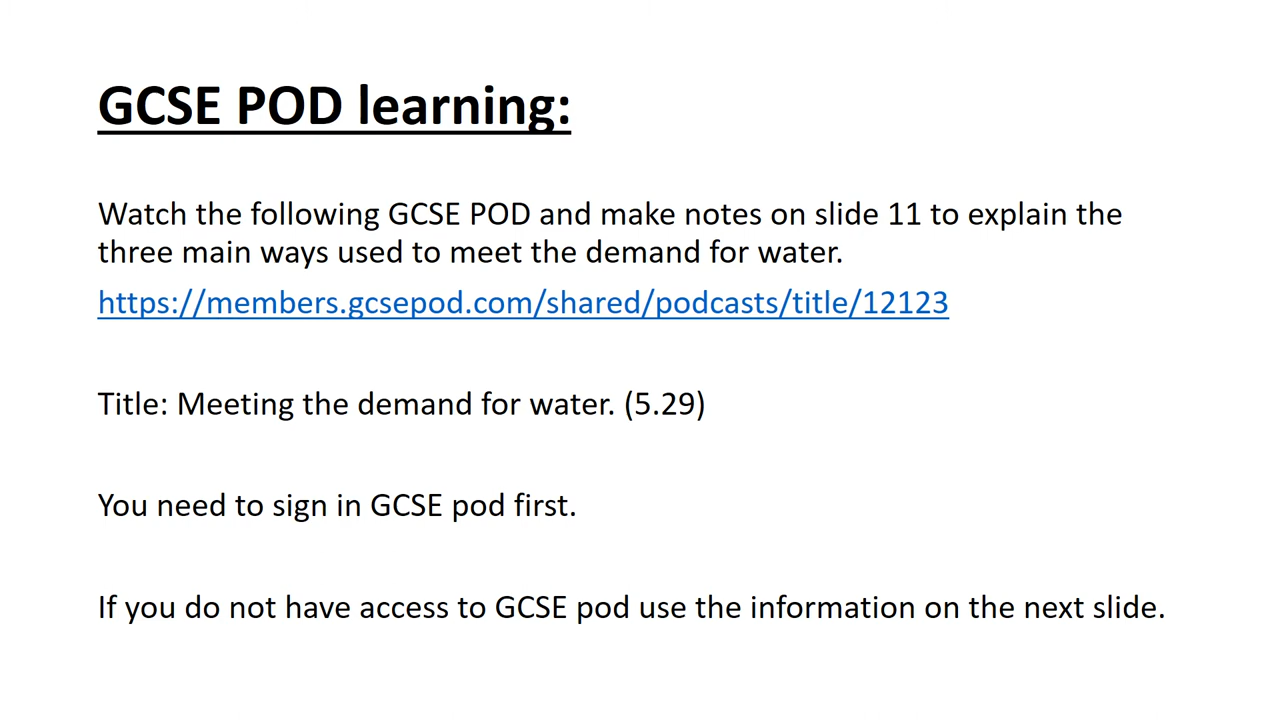 GCSE POD learning:
Watch the following GCSE POD and make notes on slide 11 to explain the
three main ways used to meet the demand for water.
https://members.gcsepod.com/shared/podcasts/title/12123
Title: Meeting the demand for water. (5.29)
You need to sign in GCSE pod first.
If you do not have access to GCSE pod use the information on the next slide.